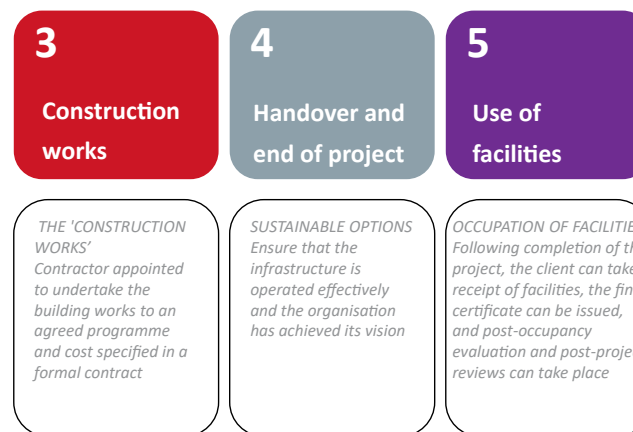 3
Construction
works
4
Handover and
end of project
5
Use of
facilities
THE 'CONSTRUCTION
WORKS’
Contractor appointed
to undertake the
building works to an
agreed programme
and cost specified in a
formal contract
SUSTAINABLE OPTIONS
Ensure that the
infrastructure is
operated effectively
and the organisation
has achieved its vision
OCCUPATION OF
Following completion of
project, the client can take
receipt of facilities, the
certificate can be issued,
and post-occupancy
evaluation and
reviews can take place